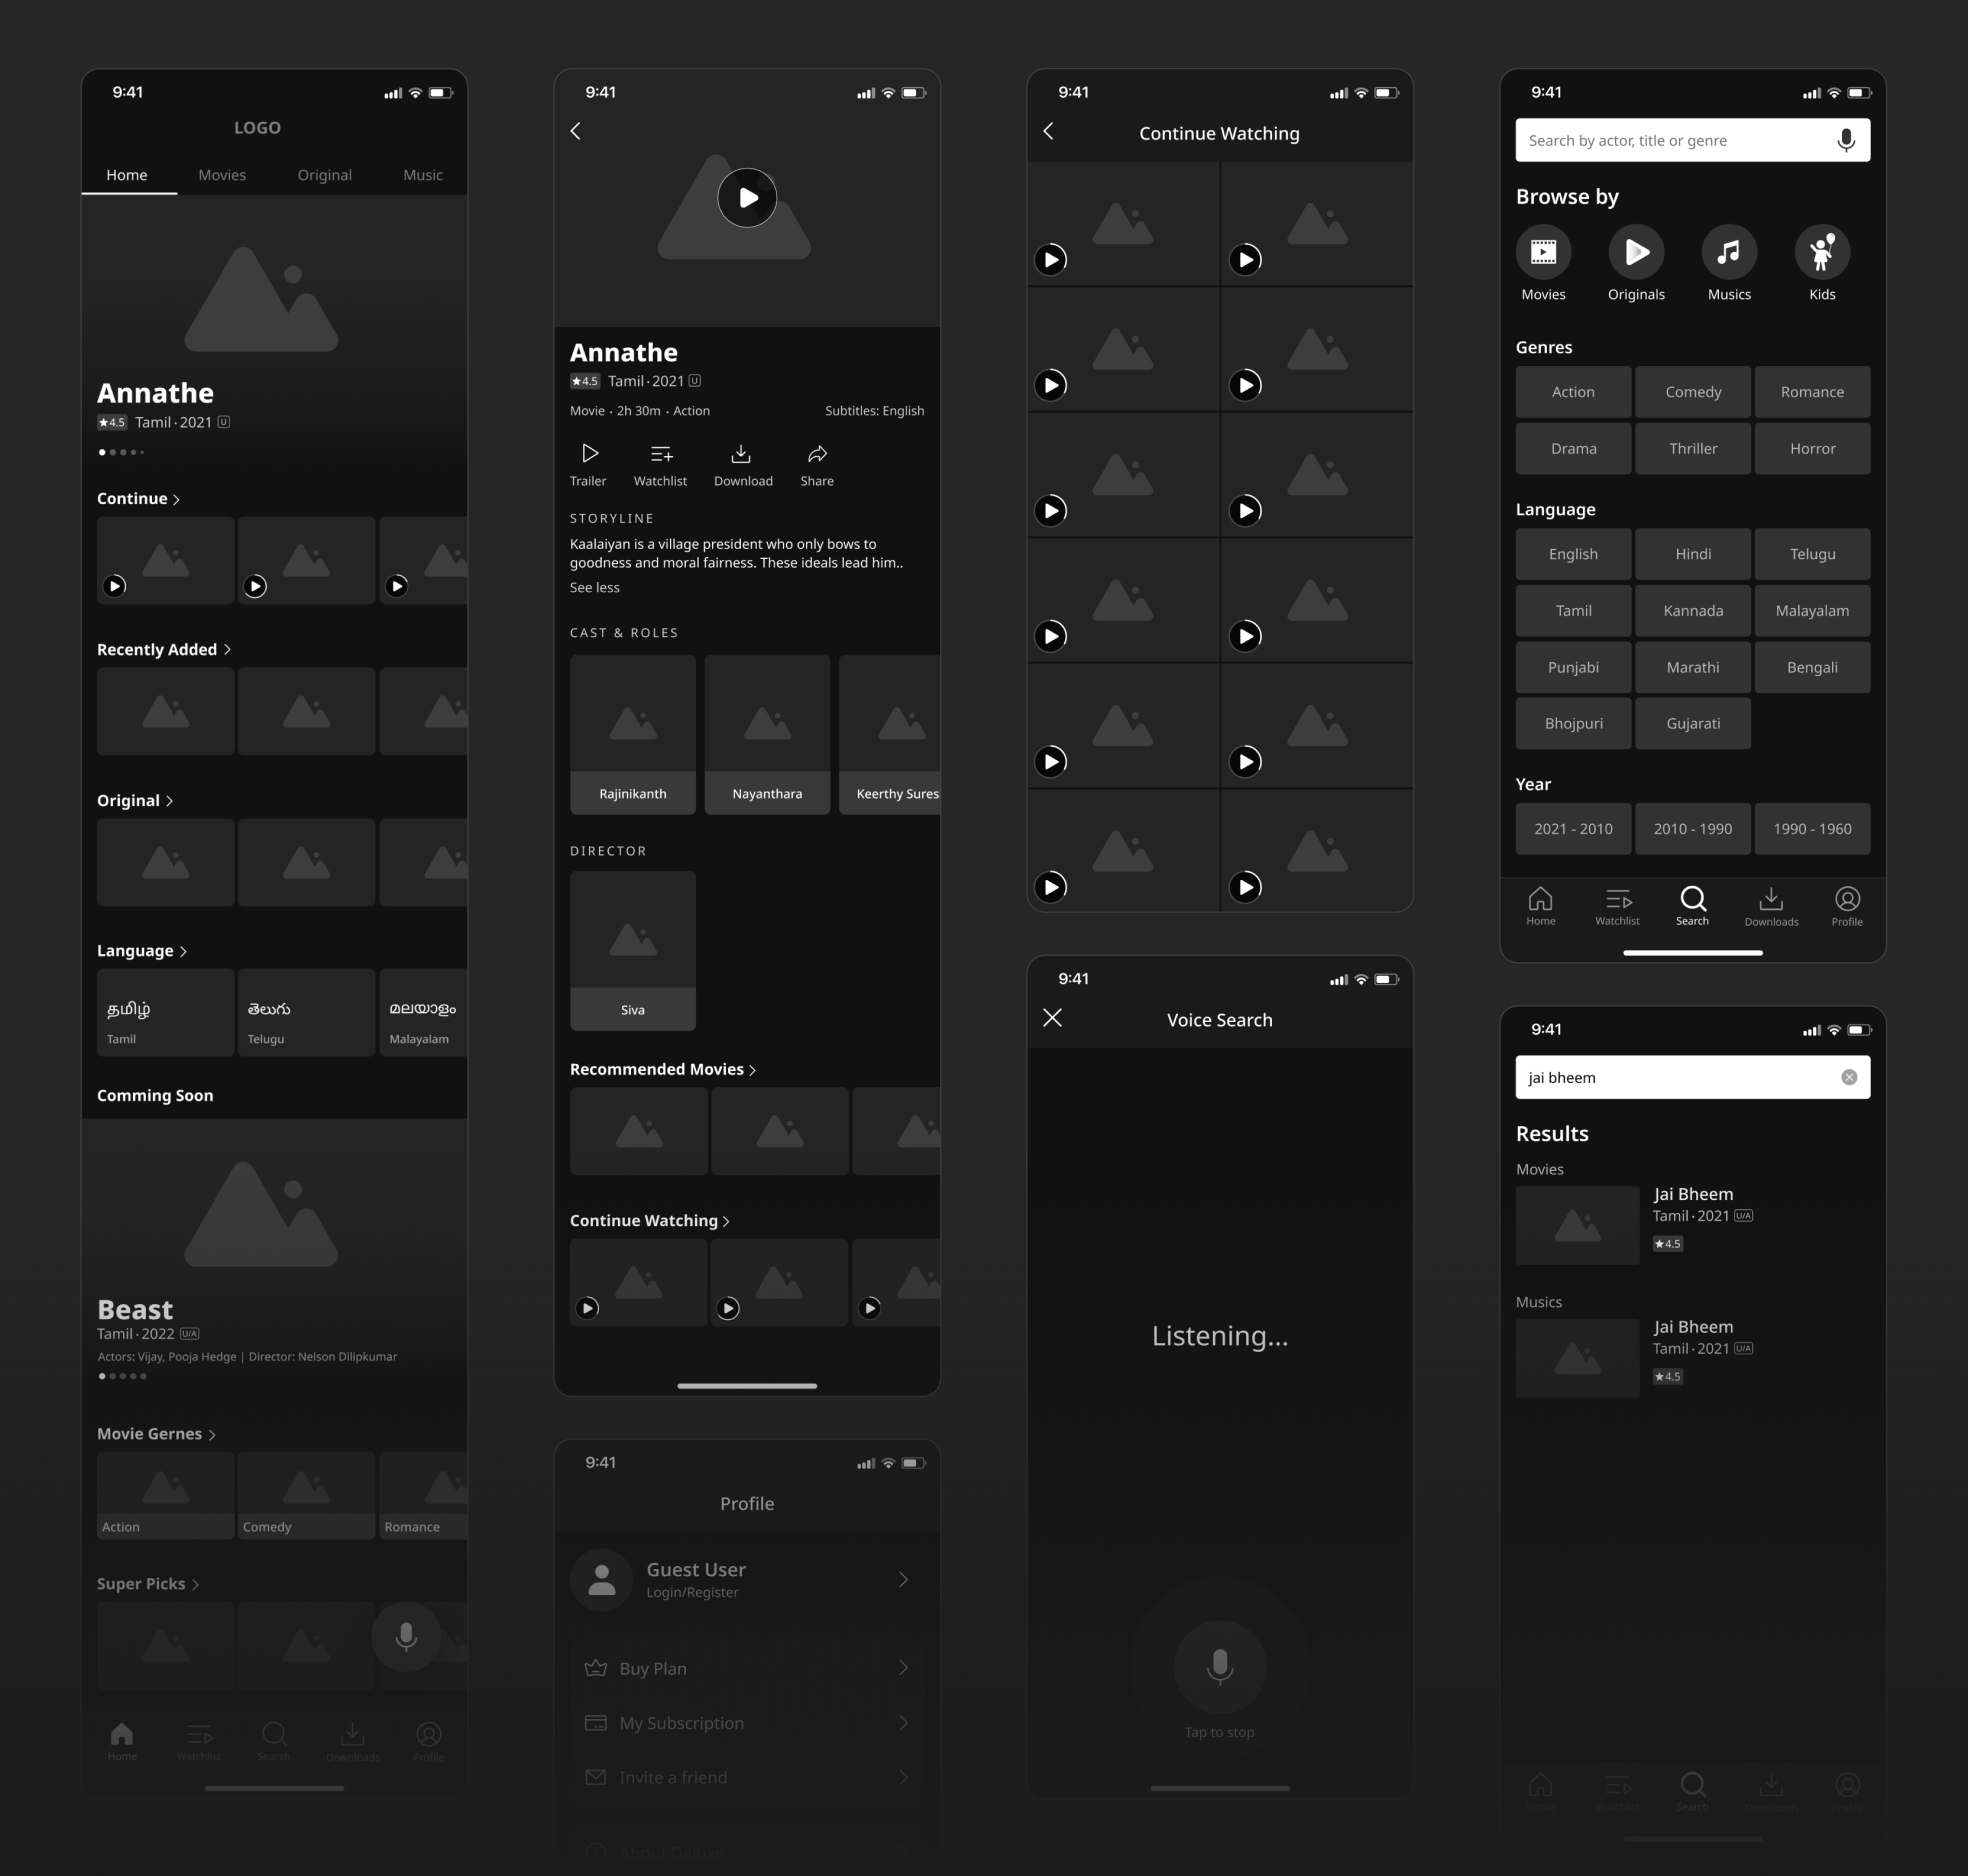 9:41
LOGO
Home Movies Original Music
Annathe
★4.5 Tamil · 2021 U
Continue >
Recently Added >
Original >
Language >
தமிழ் తెలుగు മലയാളം
Tamil Telugu Malayalam
Comming Soon
Beast
Tamil · 2022 U/A
Actors: Vijay, Pooja Hedge | Director: Nelson Dilipkumar
Movie Gernes >
Action Comedy Romance
Super Picks >
Home Watchlist Search Downloads Profile
9:41
Annathe
★4.5 Tamil · 2021 U
Movie · 2h 30m · Action Subtitles: English
Trailer Watchlist Download Share
STORYLINE
Kaalaiyan is a village president who only bows to
goodness and moral fairness. These ideals lead him..
See less
CAST & ROLES
Rajinikanth Nayanthara Keerthy Sures
DIRECTOR
Siva
Recommended Movies >
Continue Watching >
9:41
Profile
Guest User
Login/Register
Buy Plan
My Subscription
Invite a friend
About Deluxe
9:41
Continue Watching
9:41
Voice Search
Listening...
Tap to stop
9:41
Search by actor, title or genre
Browse by
Movies Originals Musics Kids
Genres
Action Comedy Romance
Drama Thriller Horror
Language
English Hindi Telugu
Tamil Kannada Malayalam
Punjabi Marathi Bengali
Bhojpuri Gujarati
Year
2021 - 2010 2010 - 1990 1990 - 1960
Home Watchlist Search Downloads Profile
9:41
jai bheem
Results
Movies
Jai Bheem
Tamil · 2021 U/A
★4.5
Musics
Jai Bheem
Tamil · 2021 U/A
★4.5
Home Watchlist Search Downloads Profile